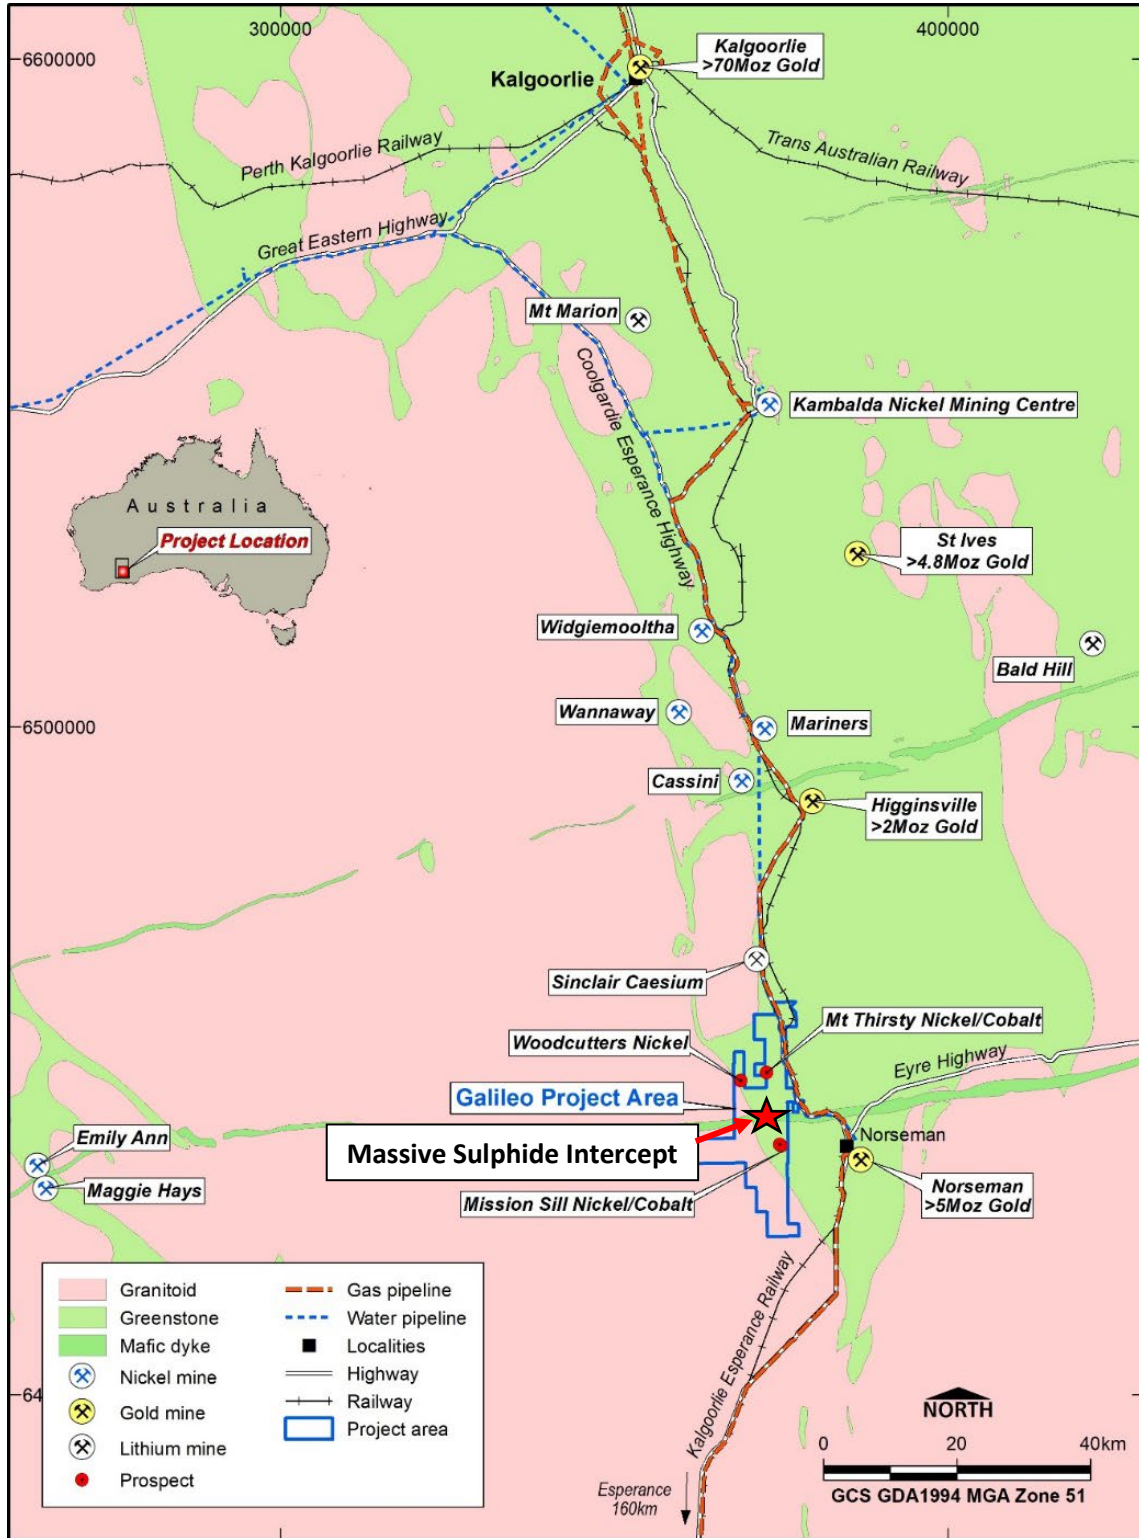 300000
400000
6600000
Kalgoorlie
>70Moz Gold
Kalgoorlie
Perth Kalgoorlie Railway
Trans Australian Railway
Great Eastern Highway
Mt Marion
Coolgardie Esperance Highway
Kambalda Nickel Mining Centre
Australia
Project Location
St Ives
>4.8Moz Gold
Widgiemooltha
Bald Hill
Wannaway
6500000
Mariners
Cassini
Higginsville
>2Moz Gold
Sinclair Caesium
Mt Thirsty Nickel/Cobalt
Woodcutters Nickel
Eyre Highway
Galileo Project Area
Emily Ann
Massive Sulphide Intercept
Norseman
Maggie Hays
Mission Sill Nickel/Cobalt
Norseman
>5Moz Gold
Kalgoorlie Esperance Railway
Granitoid
Greenstone
Mafic dyke
Nickel mine
Gold mine
Lithium mine
Prospect
Gas pipeline
Water pipeline
Localities
Highway
Railway
Project area
64
NORTH
0 20 40km
GCS GDA1994 MGA Zone 51
Esperance
160km